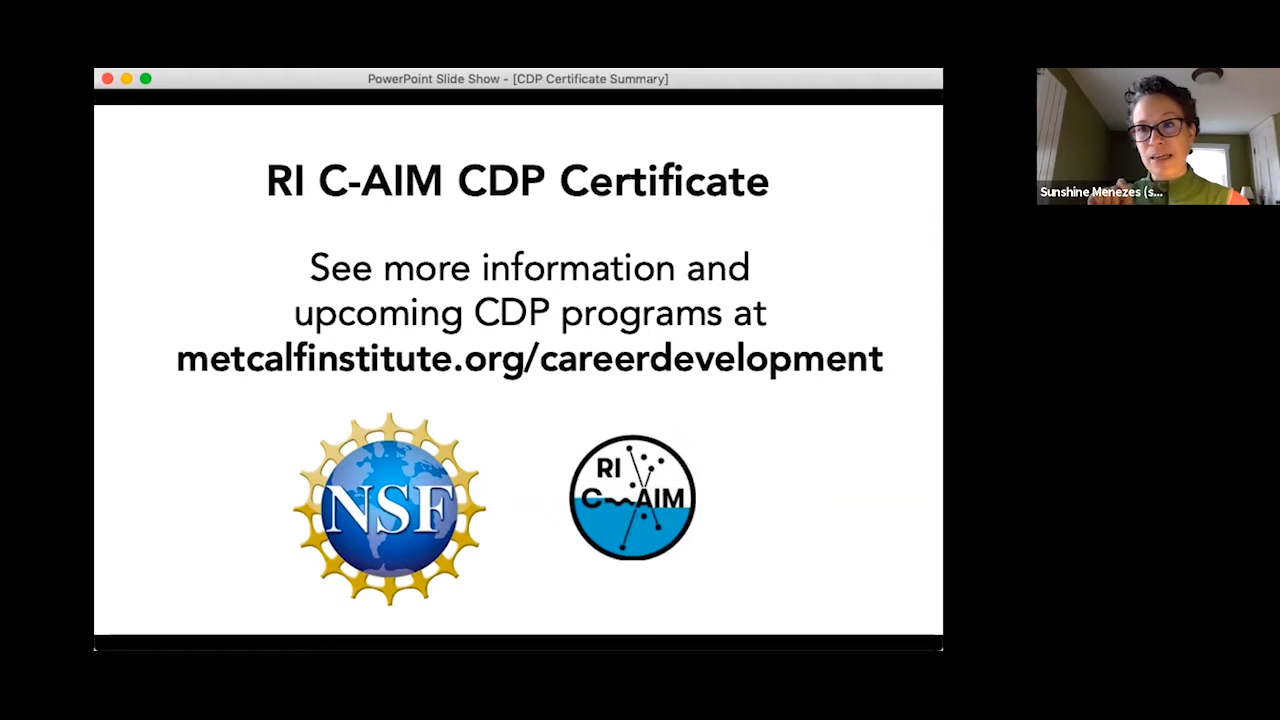 PowerPoint Slide Show - [CDP Certificate Summary]
RI C-AIM CDP Certificate
See more information and
upcoming CDP programs at
metcalfinstitute.org/careerdevelopment
NSF
RI
C AIM
Sunshine Menezes (s...